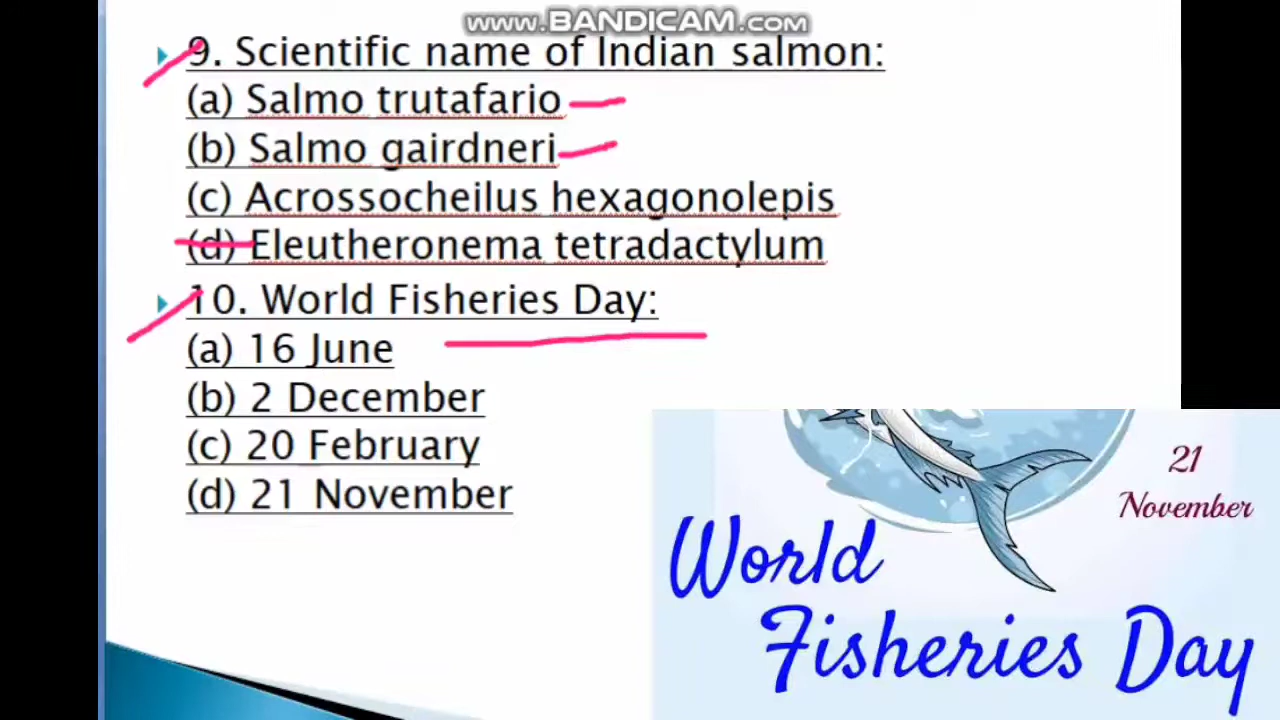 www.BANDICAM.com
9. Scientific name of Indian salmon:
(a) Salmo trutafario
(b) Salmo gairdneri
(c) Acrossocheilus hexagonolepis
(d) Eleutheronema tetradactylum
10. World Fisheries Day:
(a) 16 June
(b) 2 December
(c) 20 February
(d) 21 November
21
November
World
Fisheries Day